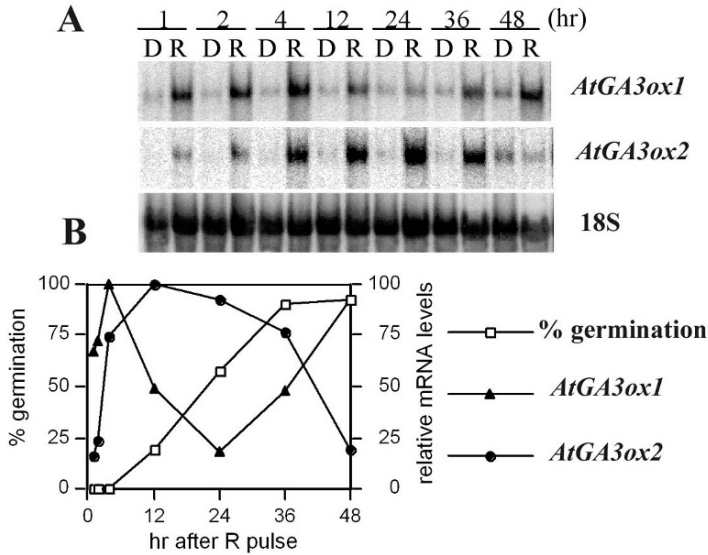 A
1 2 4 12 24 36 48 (hr)
D R D R D R D R D R D R D R
AtGA3ox1
AtGA3ox2
18S
B
100 75 50 25 0
% germination
100 75 50 25 0
relative mRNA levels
0 12 24 36 48
hr after R pulse
% germination
AtGA3ox1
AtGA3ox2